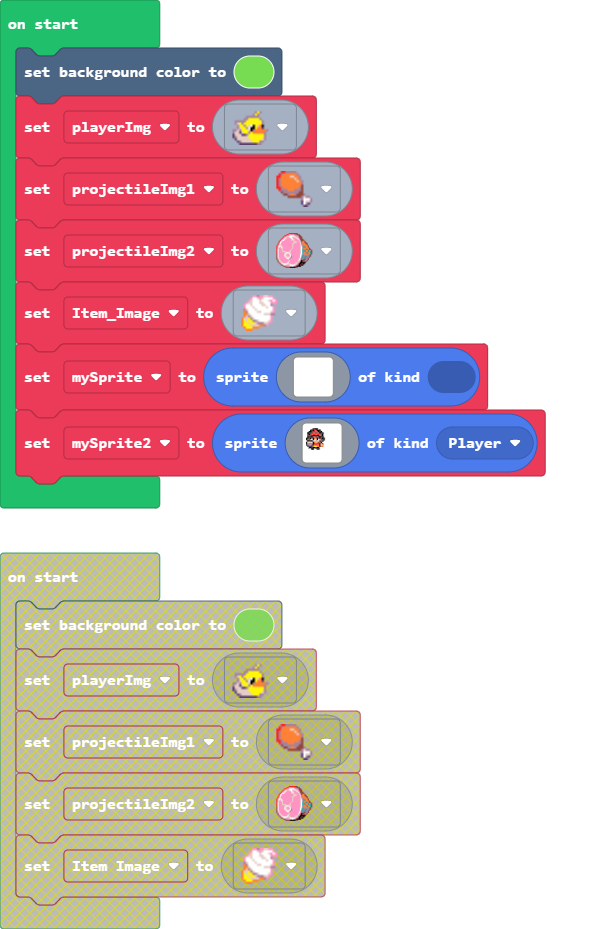 on start
set background color to
set playerImg to
set projectileImg1 to
set projectileImg2 to
set Item_Image to
set mySprite to sprite of kind
set mySprite2 to sprite of kind Player
on start
set background color to
set playerImg to
set projectileImg1 to
set projectileImg2 to
set Item Image to